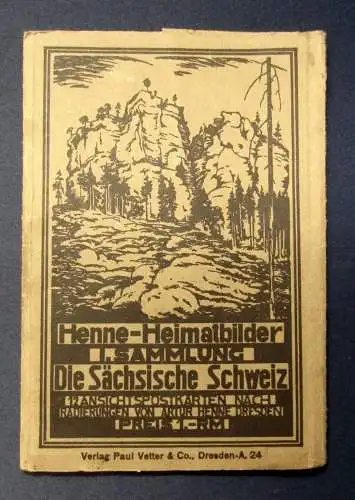 Henne-Heimatbilder
I. SAMMLUNG
Die Sächsische Schweiz
12 ANSICHTSPOSTKARTEN NACH
RADIERUNGEN VON ARTUR HENNE DRESDEN
PREIS 1.-RM
Verlag Paul Vetter & Co., Dresden-A. 24